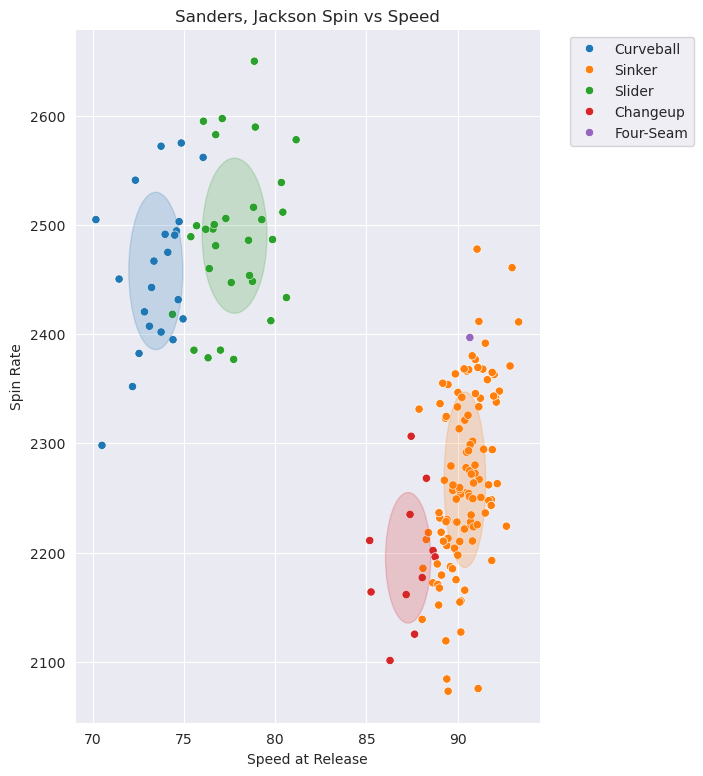 Sanders, Jackson Spin vs Speed
Curveball
Sinker
Slider
Changeup
Four-Seam
Spin Rate
2600
2500
2400
2300
2200
2100
70 75 80 85 90
Speed at Release